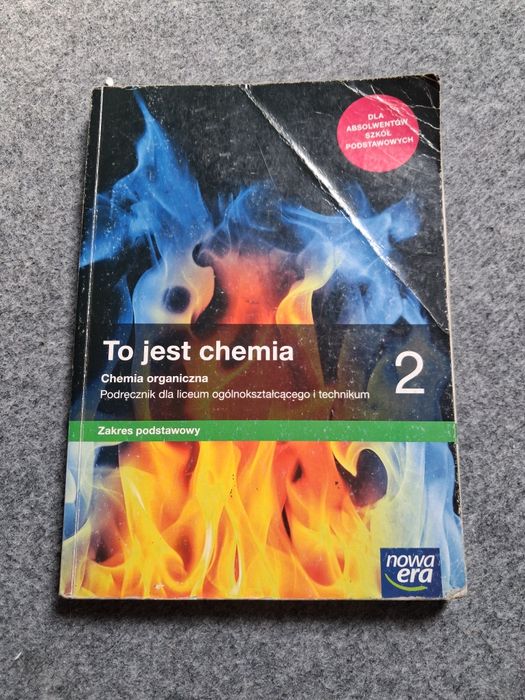 DLA
ABSOLWENTÓW
SZKÓŁ
PODSTAWOWYCH
To jest chemia
2
Chemia organiczna
Podręcznik dla liceum ogólnokształcącego i technikum
Zakres podstawowy
nowa
era